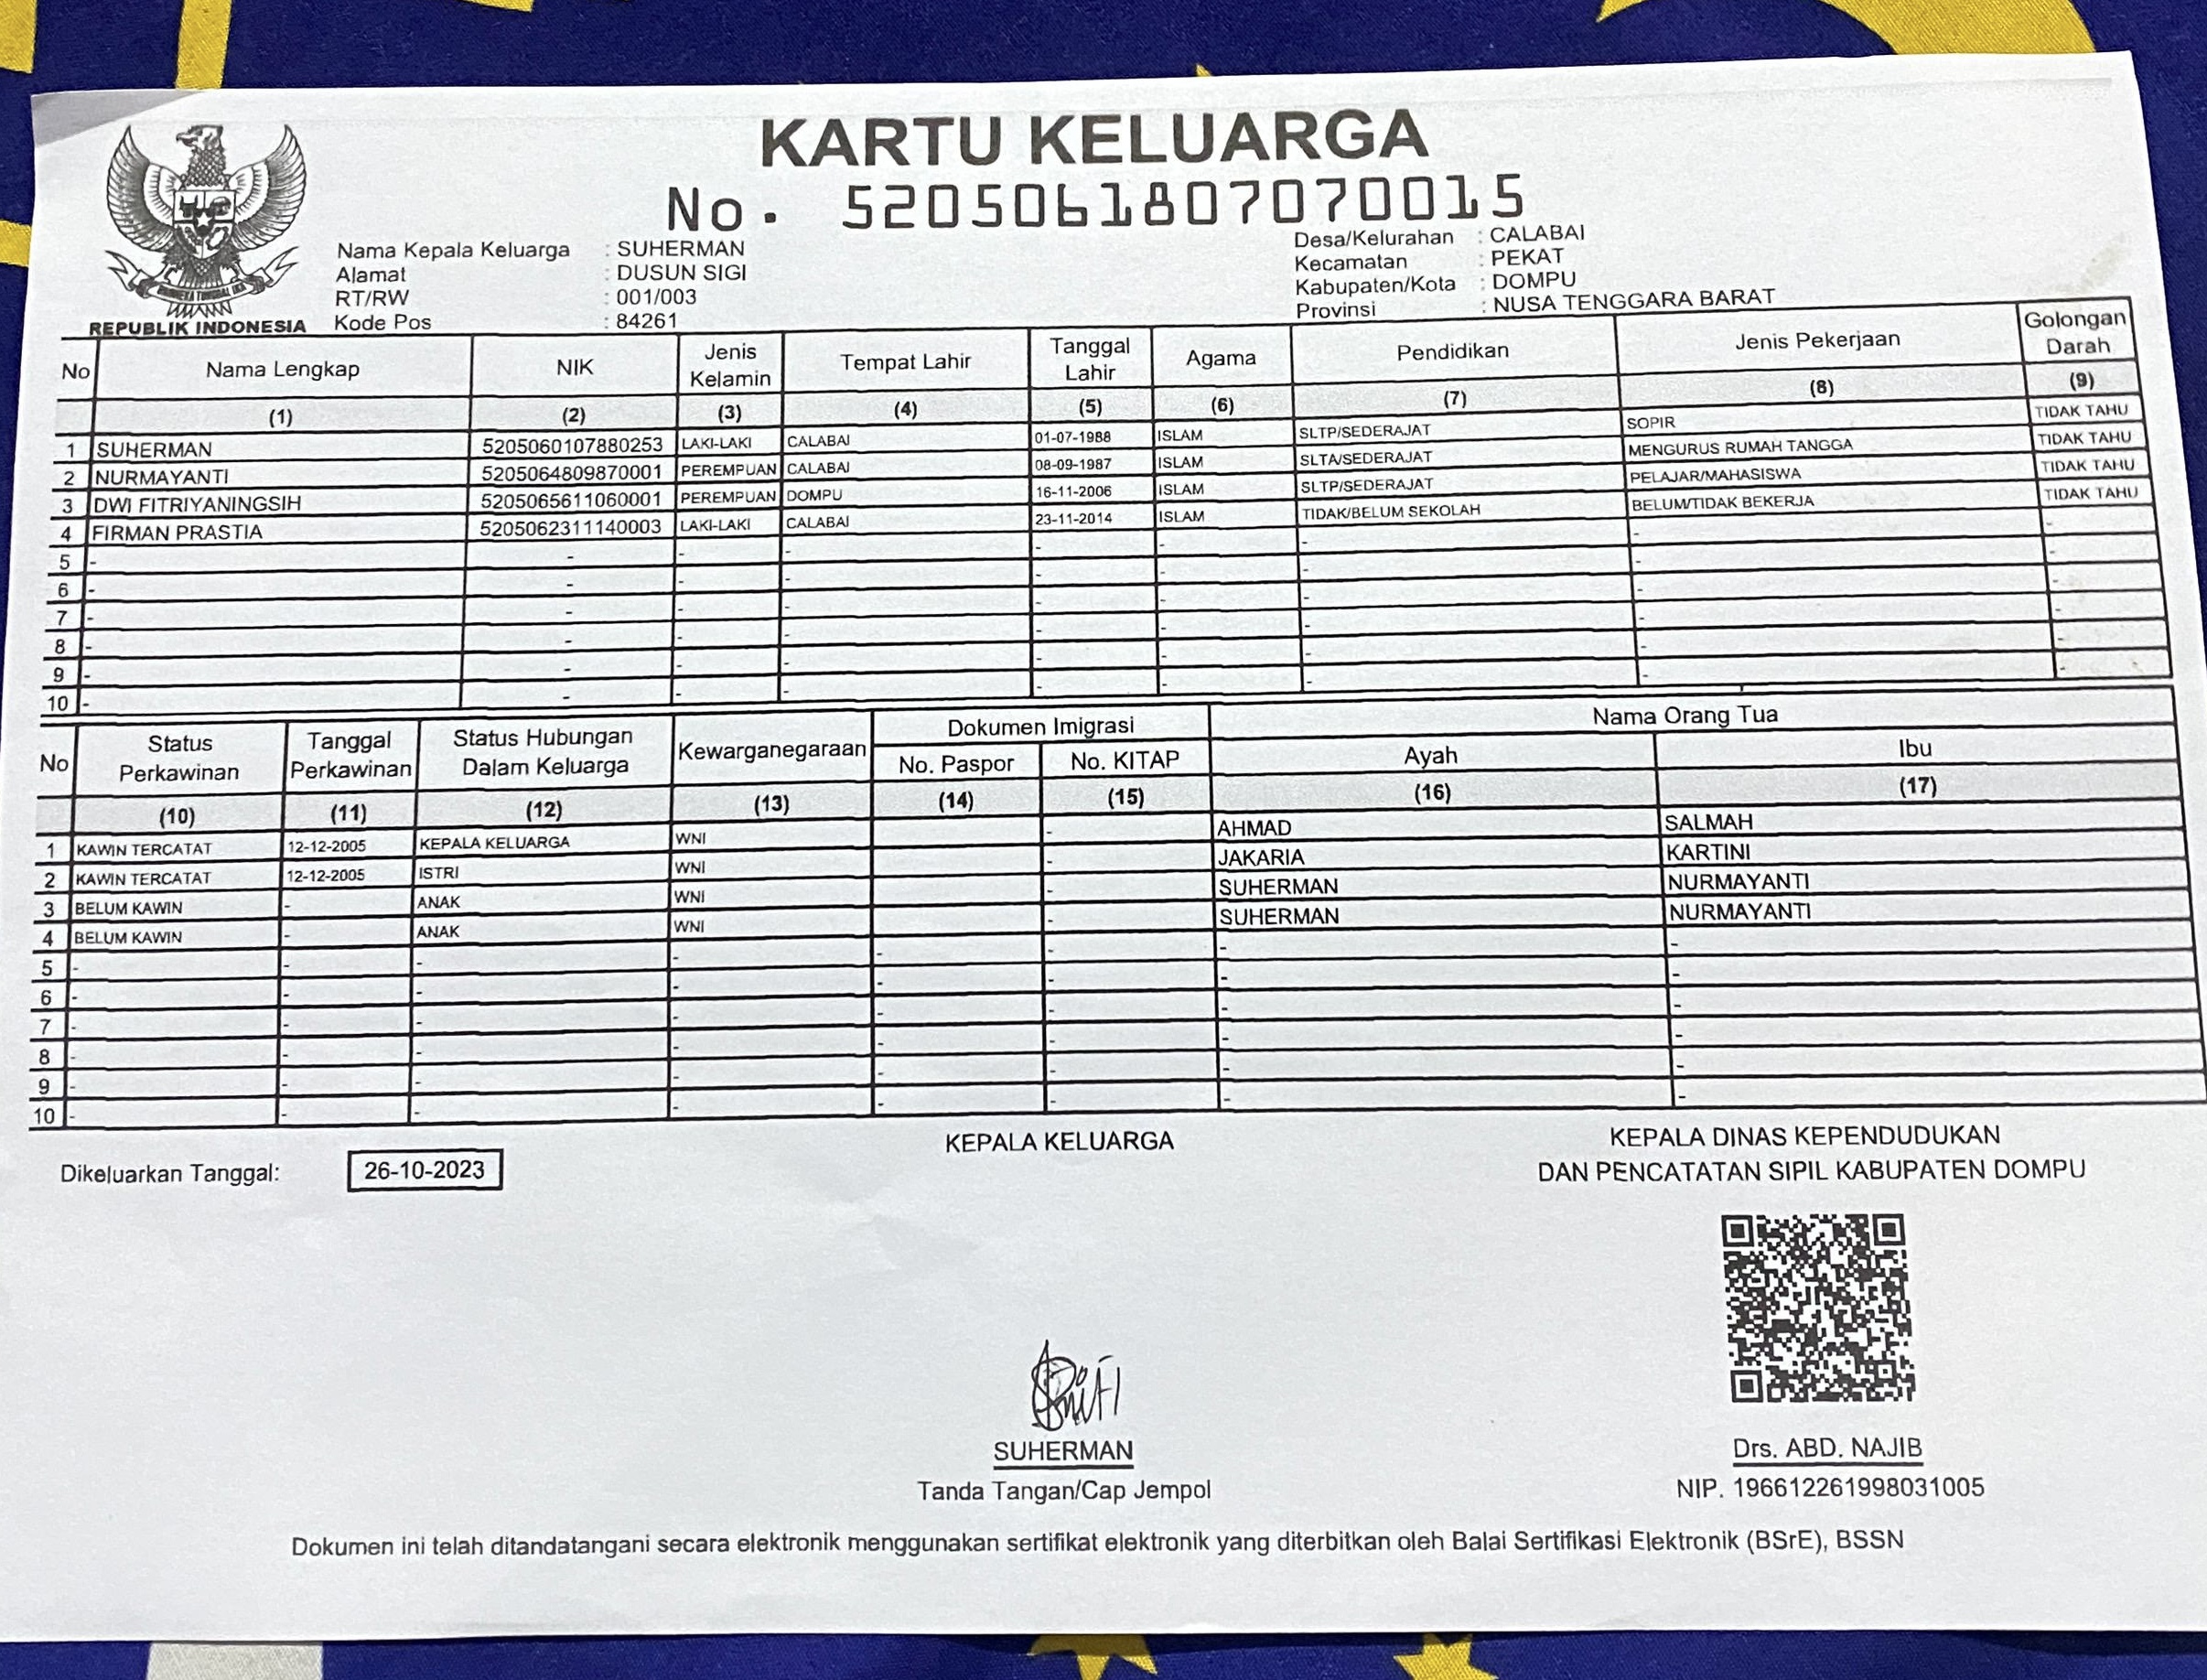 KARTU KELUARGA
No. 5205061807070015
REPUBLIK INDONESIA
Nama Kepala Keluarga : SUHERMAN
Alamat : DUSUN SIGI
RT/RW : 001/003
Kode Pos : 84261
Desa/Kelurahan : CALABAI
Kecamatan : PEKAT
Kabupaten/Kota : DOMPU
Provinsi : NUSA TENGGARA BARAT
No Nama Lengkap NIK Jenis Kelamin Tempat Lahir Tanggal Lahir Agama Pendidikan Jenis Pekerjaan Golongan Darah
(1) (2) (3) (4) (5) (6) (7) (8) (9)
1 SUHERMAN 5205060107880253 LAKI-LAKI CALABAI 01-07-1988 ISLAM SLTP/SEDERAJAT SOPIR TIDAK TAHU
2 NURMAYANTI 5205064809870001 PEREMPUAN CALABAI 08-09-1987 ISLAM SLTA/SEDERAJAT MENGURUS RUMAH TANGGA TIDAK TAHU
3 DWI FITRIYANINGSIH 5205065611060001 PEREMPUAN DOMPU 16-11-2006 ISLAM SLTP/SEDERAJAT PELAJAR/MAHASISWA TIDAK TAHU
4 FIRMAN PRASTIA 5205062311140003 LAKI-LAKI CALABAI 23-11-2014 ISLAM TIDAK/BELUM SEKOLAH BELUM/TIDAK BEKERJA TIDAK TAHU
5 - - - - - - - - -
6 - - - - - - - - -
7 - - - - - - - - -
8 - - - - - - - - -
9 - - - - - - - - -
10 - - - - - - - - -
No Status Perkawinan Tanggal Perkawinan Status Hubungan Dalam Keluarga Kewarganegaraan Dokumen Imigrasi Nama Orang Tua
No. Paspor No. KITAP Ayah Ibu
(10) (11) (12) (13) (14) (15) (16) (17)
1 KAWIN TERCATAT 12-12-2005 KEPALA KELUARGA WNI - AHMAD SALMAH
2 KAWIN TERCATAT 12-12-2005 ISTRI WNI - JAKARIA KARTINI
3 BELUM KAWIN - ANAK WNI - SUHERMAN NURMAYANTI
4 BELUM KAWIN - ANAK WNI - SUHERMAN NURMAYANTI
5 - - - - - - - -
6 - - - - - - - -
7 - - - - - - - -
8 - - - - - - - -
9 - - - - - - - -
10 - - - - - - - -
Dikeluarkan Tanggal: 26-10-2023
KEPALA KELUARGA
SUHERMAN
Tanda Tangan/Cap Jempol
KEPALA DINAS KEPENDUDUKAN
DAN PENCATATAN SIPIL KABUPATEN DOMPU
Drs. ABD. NAJIB
NIP. 196612261998031005
Dokumen ini telah ditandatangani secara elektronik menggunakan sertifikat elektronik yang diterbitkan oleh Balai Sertifikasi Elektronik (BSrE), BSSN